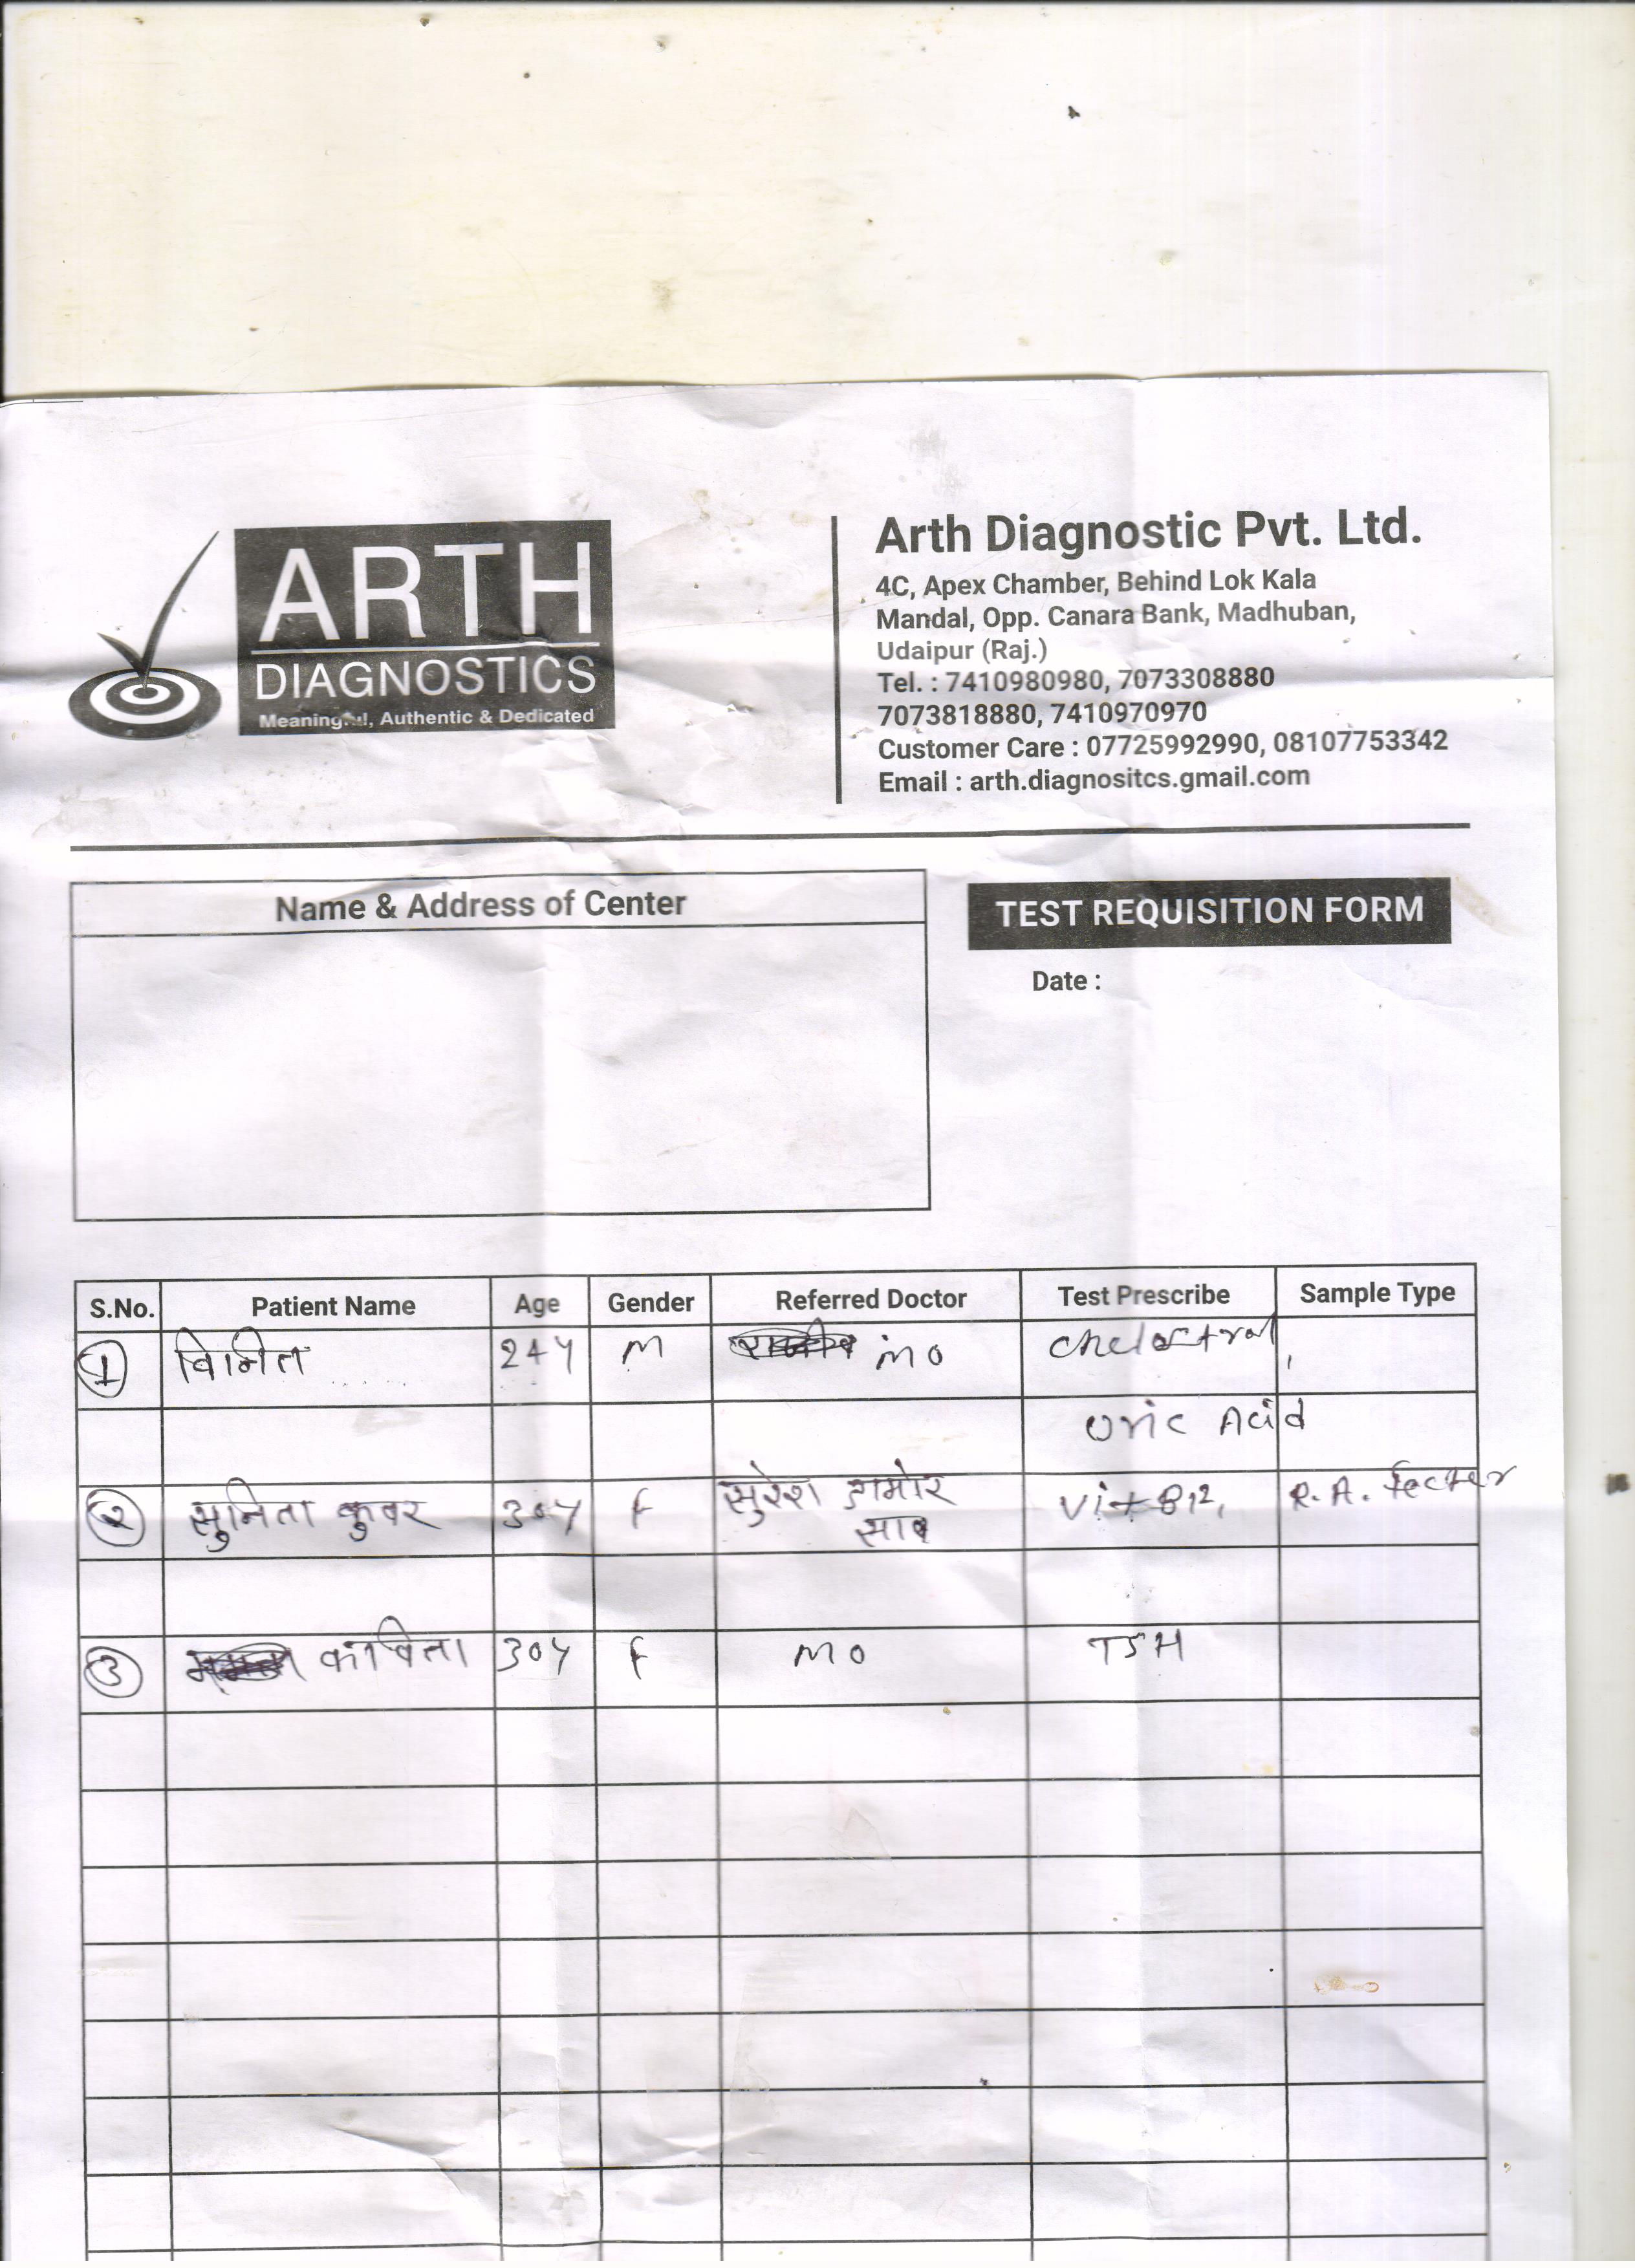 ARTH
DIAGNOSTICS
Meaningful, Authentic & Dedicated
Arth Diagnostic Pvt. Ltd.
4C, Apex Chamber, Behind Lok Kala
Mandal, Opp. Canara Bank, Madhuban,
Udaipur (Raj.)
Tel. : 7410980980, 7073308880
7073818880, 7410970970
Customer Care : 07725992990, 08107753342
Email : arth.diagnositcs.gmail.com
Name & Address of Center
TEST REQUISITION FORM
Date :
S.No. Patient Name Age Gender Referred Doctor Test Prescribe Sample Type
1 24Y M MO Chelostral,
Uric Acid
2 सुनिता कुवर 30Y F सुरेश डामोर Vit B12, R.A. fecter
साब
3 कविता 30Y F MO TSH